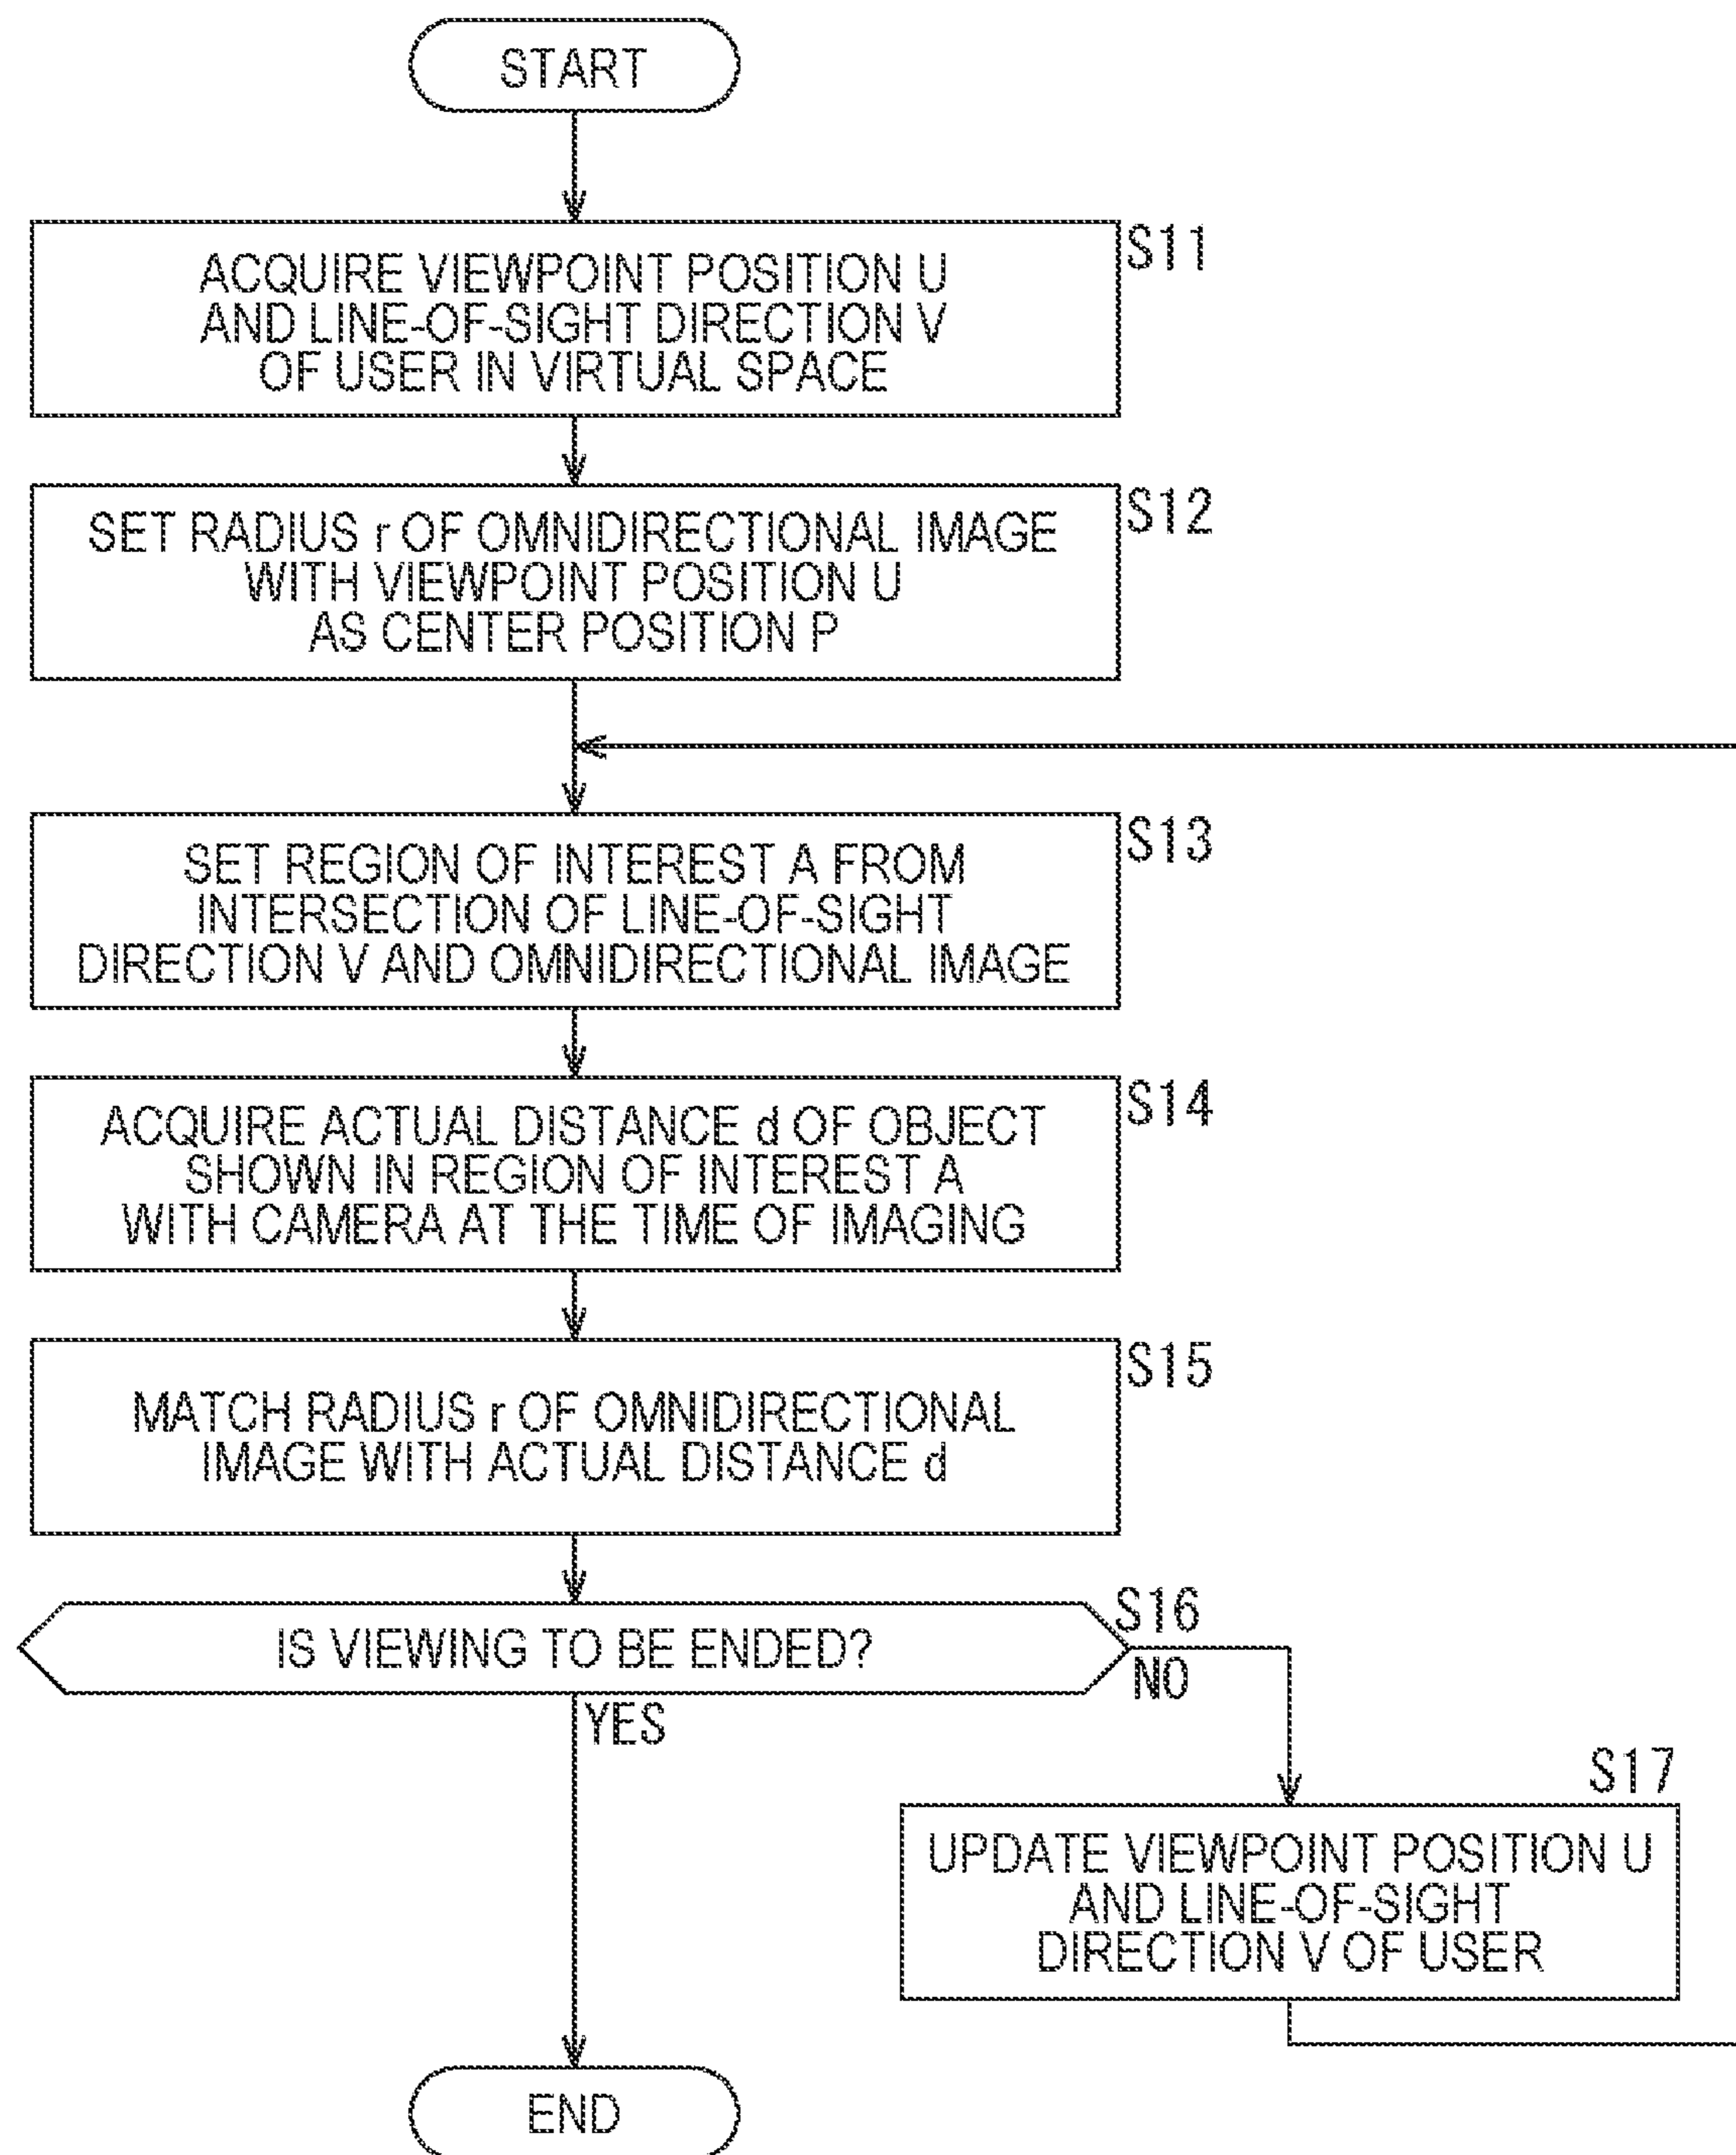 START
S11
ACQUIRE VIEWPOINT POSITION U
AND LINE-OF-SIGHT DIRECTION V
OF USER IN VIRTUAL SPACE
S12
SET RADIUS r OF OMNIDIRECTIONAL IMAGE
WITH VIEWPOINT POSITION U
AS CENTER POSITION P
S13
SET REGION OF INTEREST A FROM
INTERSECTION OF LINE-OF-SIGHT
DIRECTION V AND OMNIDIRECTIONAL IMAGE
S14
ACQUIRE ACTUAL DISTANCE d OF OBJECT
SHOWN IN REGION OF INTEREST A
WITH CAMERA AT THE TIME OF IMAGING
S15
MATCH RADIUS r OF OMNIDIRECTIONAL
IMAGE WITH ACTUAL DISTANCE d
S16
IS VIEWING TO BE ENDED?
NO
YES
S17
UPDATE VIEWPOINT POSITION U
AND LINE-OF-SIGHT
DIRECTION V OF USER
END